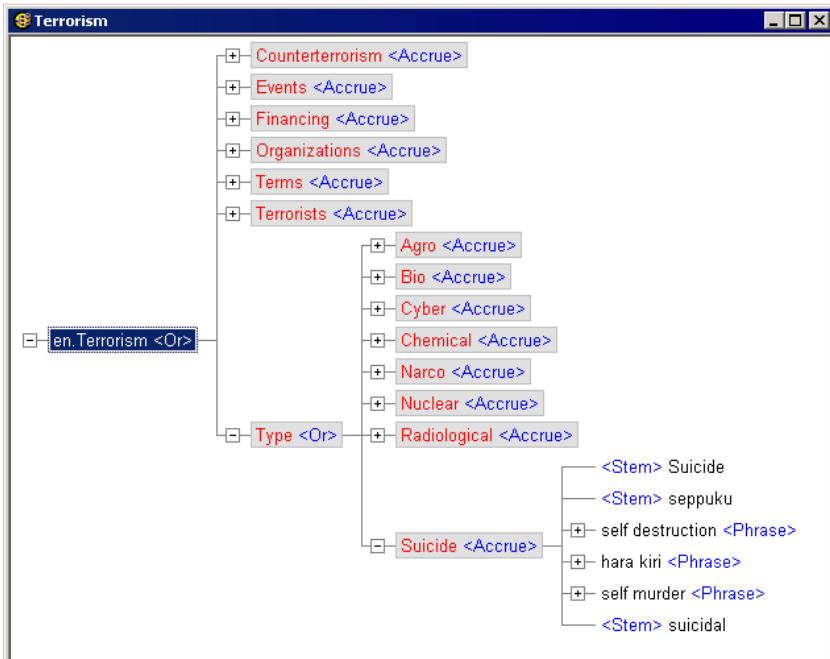 Terrorism
Counterterrorism <Accrue>
Events <Accrue>
Financing <Accrue>
Organizations <Accrue>
Terms <Accrue>
Terrorists <Accrue>
Agro <Accrue>
Bio <Accrue>
Cyber <Accrue>
en.Terrorism <Or>
Chemical <Accrue>
Narco <Accrue>
Nuclear <Accrue>
Type <Or>
Radiological <Accrue>
<Stem> Suicide
<Stem> seppuku
self destruction <Phrase>
Suicide <Accrue>
hara kiri <Phrase>
self murder <Phrase>
<Stem> suicidal